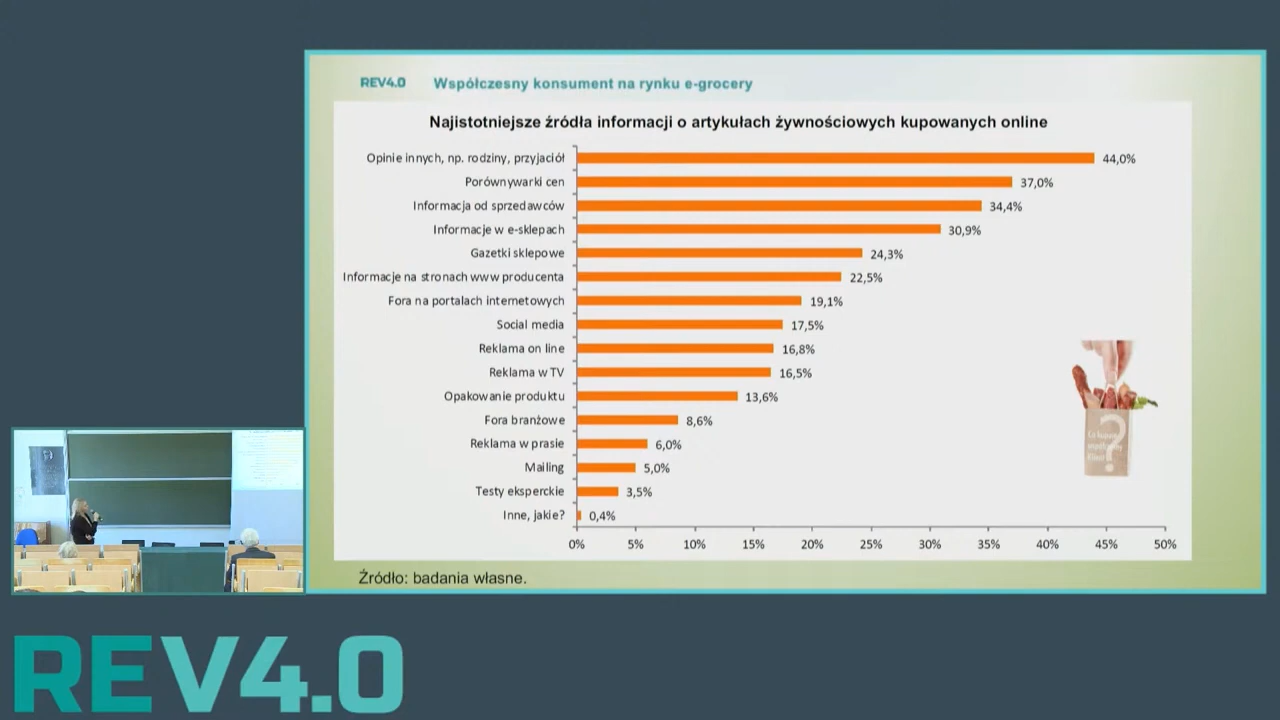 REV4.0 Współczesny konsument na rynku e-grocery
Najistotniejsze źródła informacji o artykułach żywnościowych kupowanych online
Opinie innych, np. rodziny, przyjaciół 44,0%
Porównywarki cen 37,0%
Informacja od sprzedawców 34,4%
Informacje w e-sklepach 30,9%
Gazetki sklepowe 24,3%
Informacje na stronach www producenta 22,5%
Fora na portalach internetowych 19,1%
Social media 17,5%
Reklama on line 16,8%
Reklama w TV 16,5%
Opakowanie produktu 13,6%
Fora branżowe 8,6%
Reklama w prasie 6,0%
Mailing 5,0%
Testy eksperckie 3,5%
Inne, jakie? 0,4%
0% 5% 10% 15% 20% 25% 30% 35% 40% 45% 50%
?
Źródło: badania własne.
REV4.0